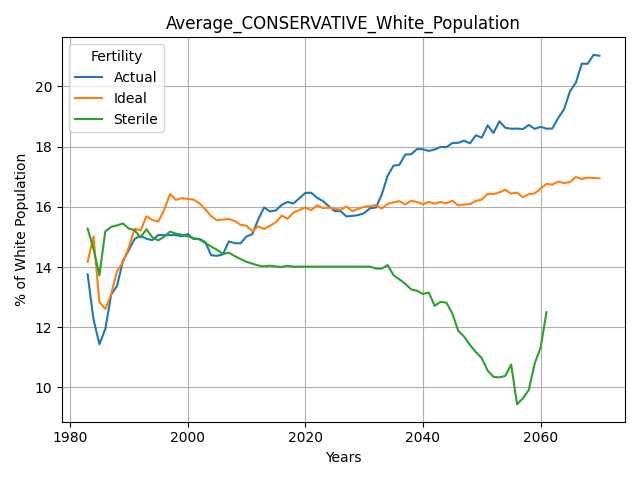 Average_CONSERVATIVE_White_Population
Fertility
Actual
Ideal
Sterile
% of White Population
20
18
16
14
12
10
1980
2000
2020
2040
2060
Years